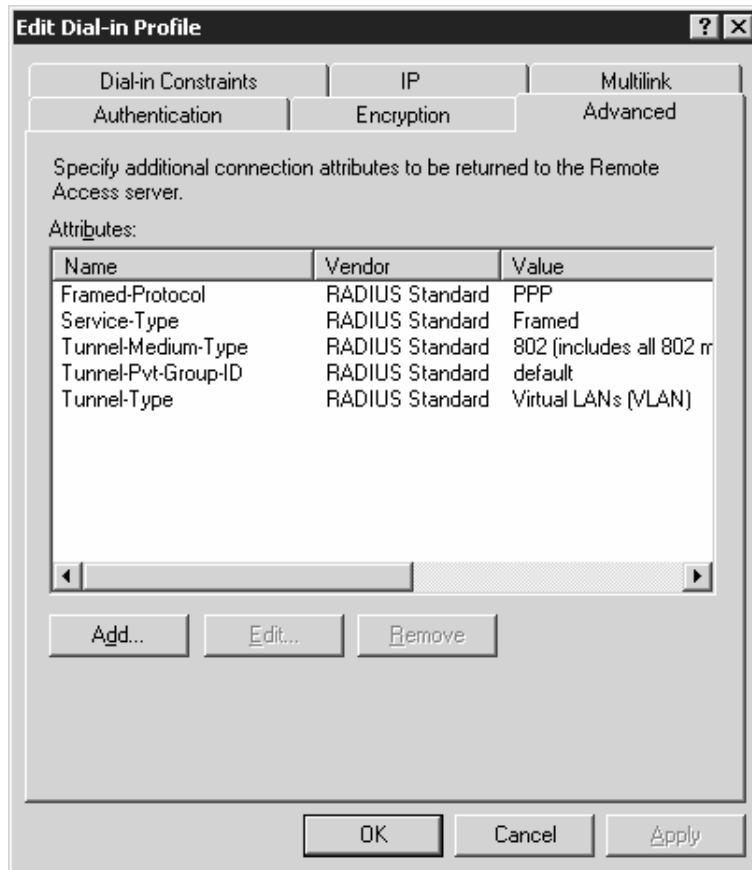 Edit Dial-in Profile
Dial-in Constraints IP Multilink
Authentication Encryption Advanced
Specify additional connection attributes to be returned to the Remote
Access server.
Attributes:
Name Vendor Value
Framed-Protocol RADIUS Standard PPP
Service-Type RADIUS Standard Framed
Tunnel-Medium-Type RADIUS Standard 802 (includes all 802 m
Tunnel-Pvt-Group-ID RADIUS Standard default
Tunnel-Type RADIUS Standard Virtual LANs (VLAN)
Add... Edit... Remove
OK Cancel Apply